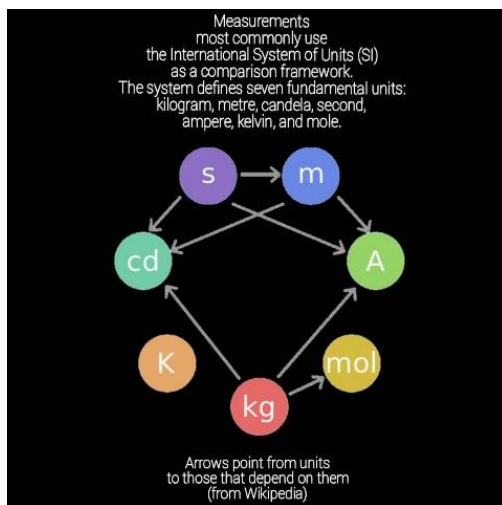 Measurements
most commonly use
the International System of Units (SI)
as a comparison framework.
The system defines seven fundamental units:
kilogram, metre, candela, second,
ampere, kelvin, and mole.
s m
cd A
K mol
kg
Arrows point from units
to those that depend on them
(from Wikipedia)